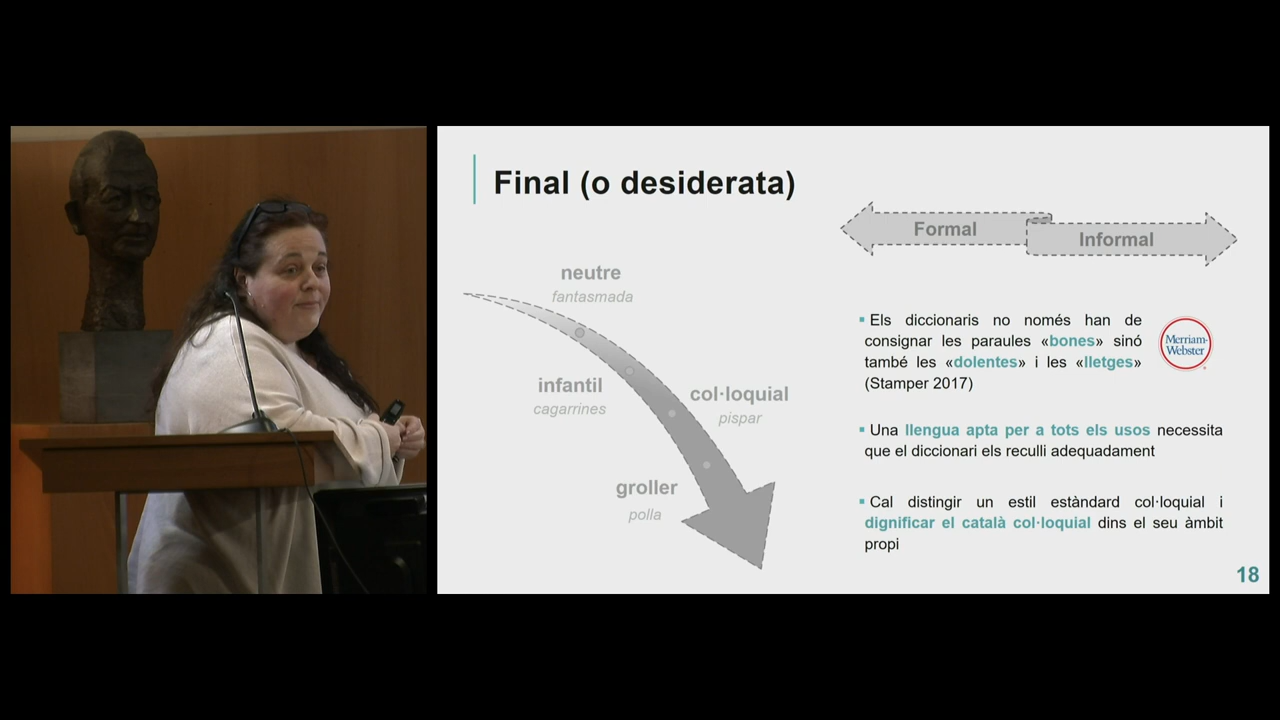 Final (o desiderata)
Formal
Informal
neutre
fantasmada
infantil
cagarrines
col·loquial
pispar
groller
polla
▪ Els diccionaris no només han de
consignar les paraules «bones» sinó
també les «dolentes» i les «lletges»
(Stamper 2017)
Merriam-
Webster
▪ Una llengua apta per a tots els usos necessita
que el diccionari els reculli adequadament
▪ Cal distingir un estil estàndard col·loquial i
dignificar el català col·loquial dins el seu àmbit
propi
18